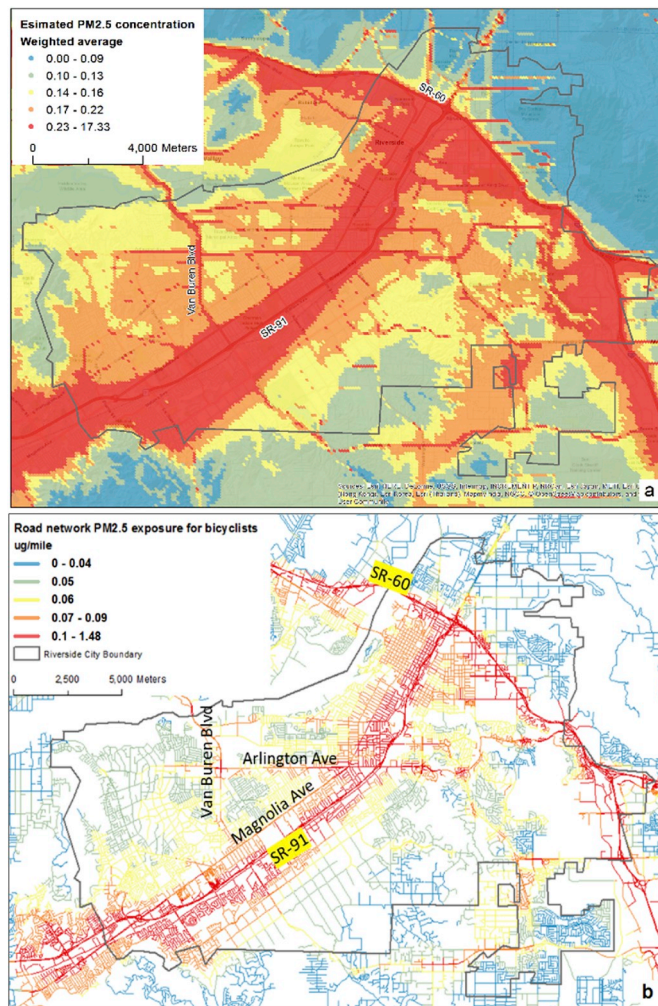 Esimated PM2.5 concentration
Weighted average
0.00 - 0.09
0.10 - 0.13
0.14 - 0.16
0.17 - 0.22
0.23 - 17.33
0 4,000 Meters
SR-60
Riverside
Van Buren Blvd
SR-91
User Community
a
Road network PM2.5 exposure for bicyclists
ug/mile
0 - 0.04
0.05
0.06
0.07 - 0.09
0.1 - 1.48
Riverside City Boundary
0 2,500 5,000 Meters
SR-60
Van Buren Blvd
Arlington Ave
Magnolia Ave
SR-91
b